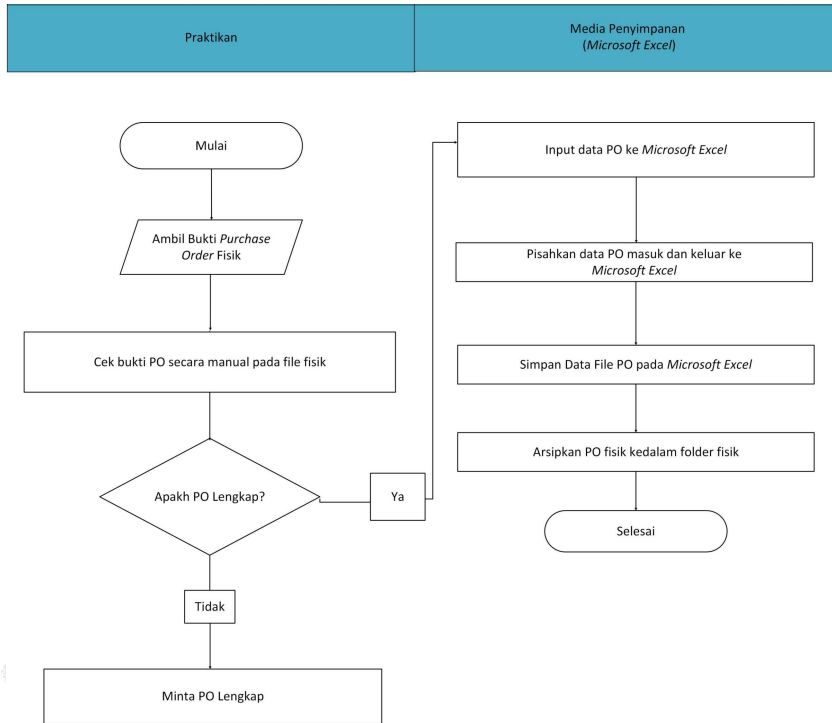 Praktikan
Media Penyimpanan
(Microsoft Excel)
Mulai
Ambil Bukti Purchase
Order Fisik
Cek bukti PO secara manual pada file fisik
Apakh PO Lengkap?
Ya
Tidak
Minta PO Lengkap
Input data PO ke Microsoft Excel
Pisahkan data PO masuk dan keluar ke
Microsoft Excel
Simpan Data File PO pada Microsoft Excel
Arsipkan PO fisik kedalam folder fisik
Selesai